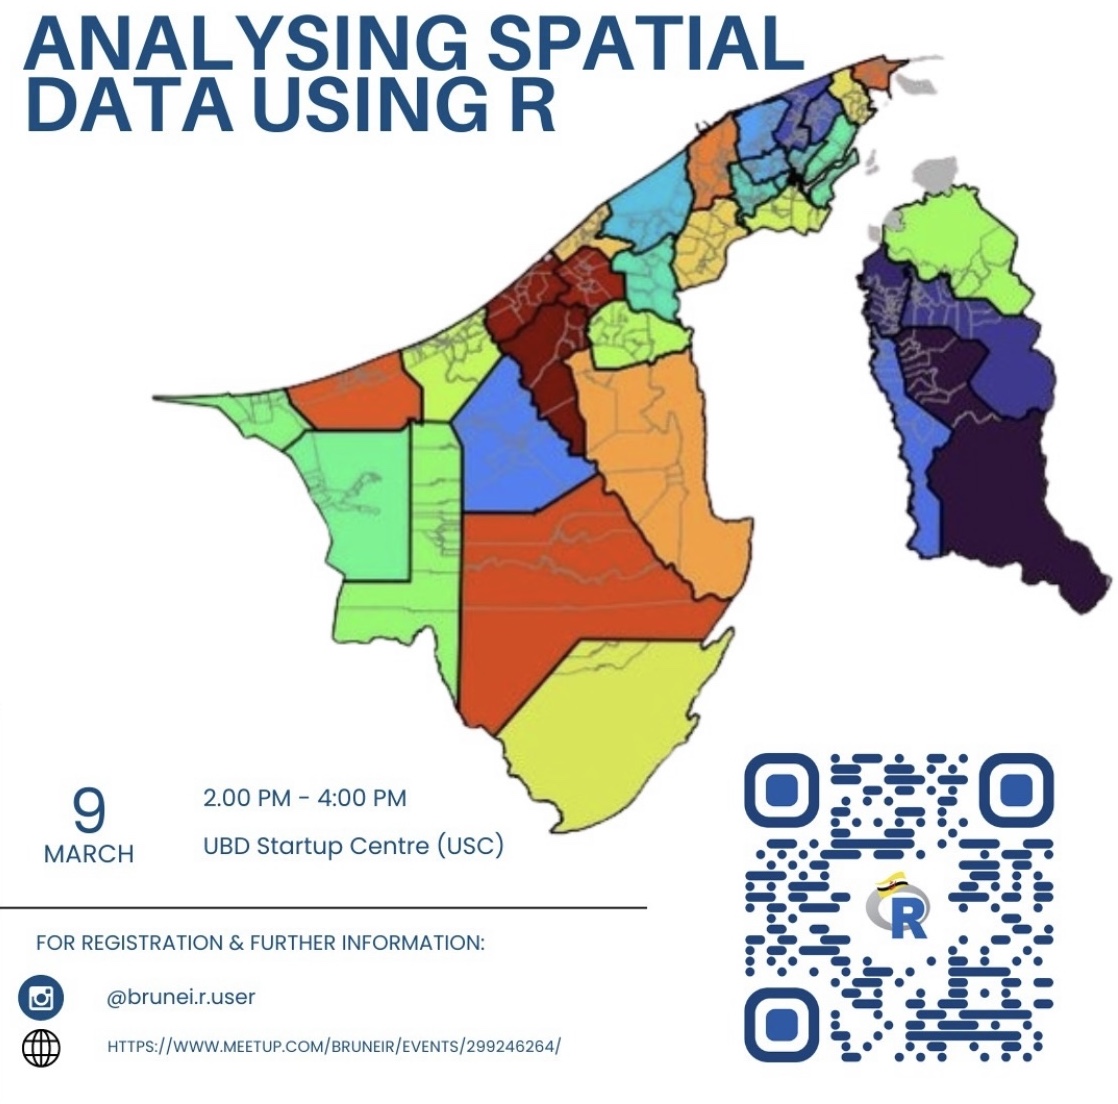 ANALYSING SPATIAL
DATA USING R
9
MARCH
2.00 PM - 4:00 PM
UBD Startup Centre (USC)
FOR REGISTRATION & FURTHER INFORMATION:
@brunei.r.user
HTTPS://WWW.MEETUP.COM/BRUNEIR/EVENTS/299246264/
R